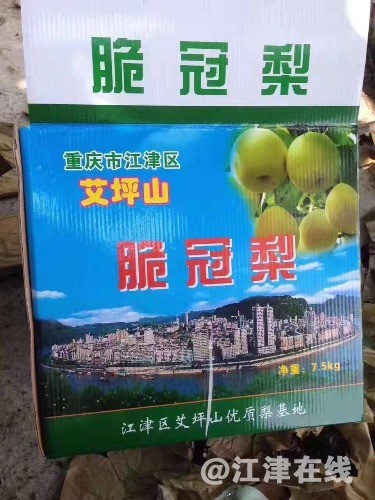 脆冠梨
重庆市江津区
艾坪山
脆冠梨
净重：7.5kg
江津区艾坪山优质梨基地
@江津在线